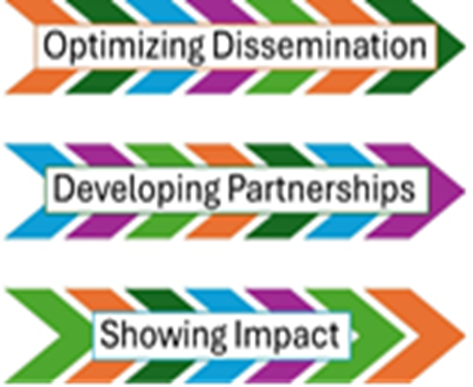 Optimizing Dissemination
Developing Partnerships
Showing Impact